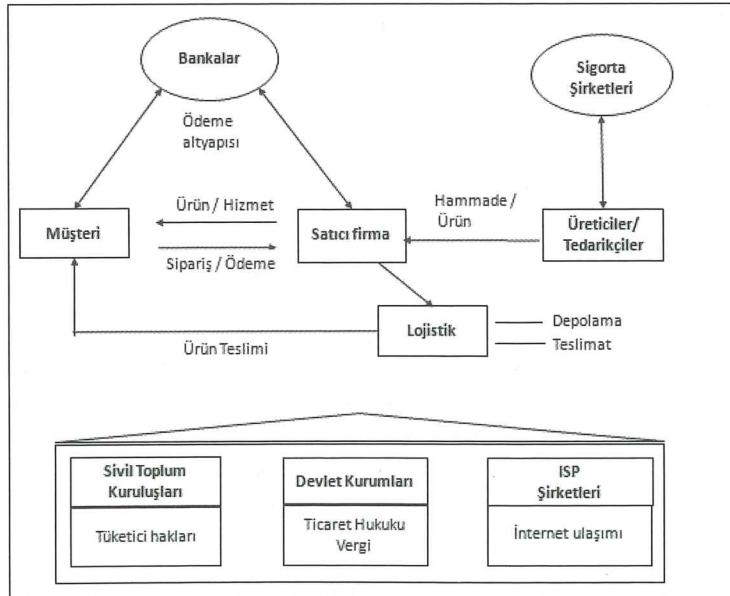 Bankalar
Sigorta
Şirketleri
Ödeme
altyapısı
Ürün / Hizmet
Hammade /
Ürün
Müşteri
Satıcı firma
Üreticiler/
Tedarikçiler
Sipariş / Ödeme
Lojistik
Depolama
Teslimat
Ürün Teslimi
Sivil Toplum
Kuruluşları
Tüketici hakları
Devlet Kurumları
Ticaret Hukuku
Vergi
ISP
Şirketleri
İnternet ulaşımı